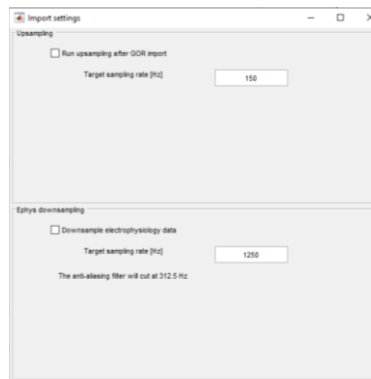 Import settings
Upsampling
Run upsampling after GOR import
Target sampling rate [Hz]
150
Ephys downsampling
Downsample electrophysiology data
Target sampling rate [Hz]
1250
The anti-aliasing filter will cut at 312.5 Hz